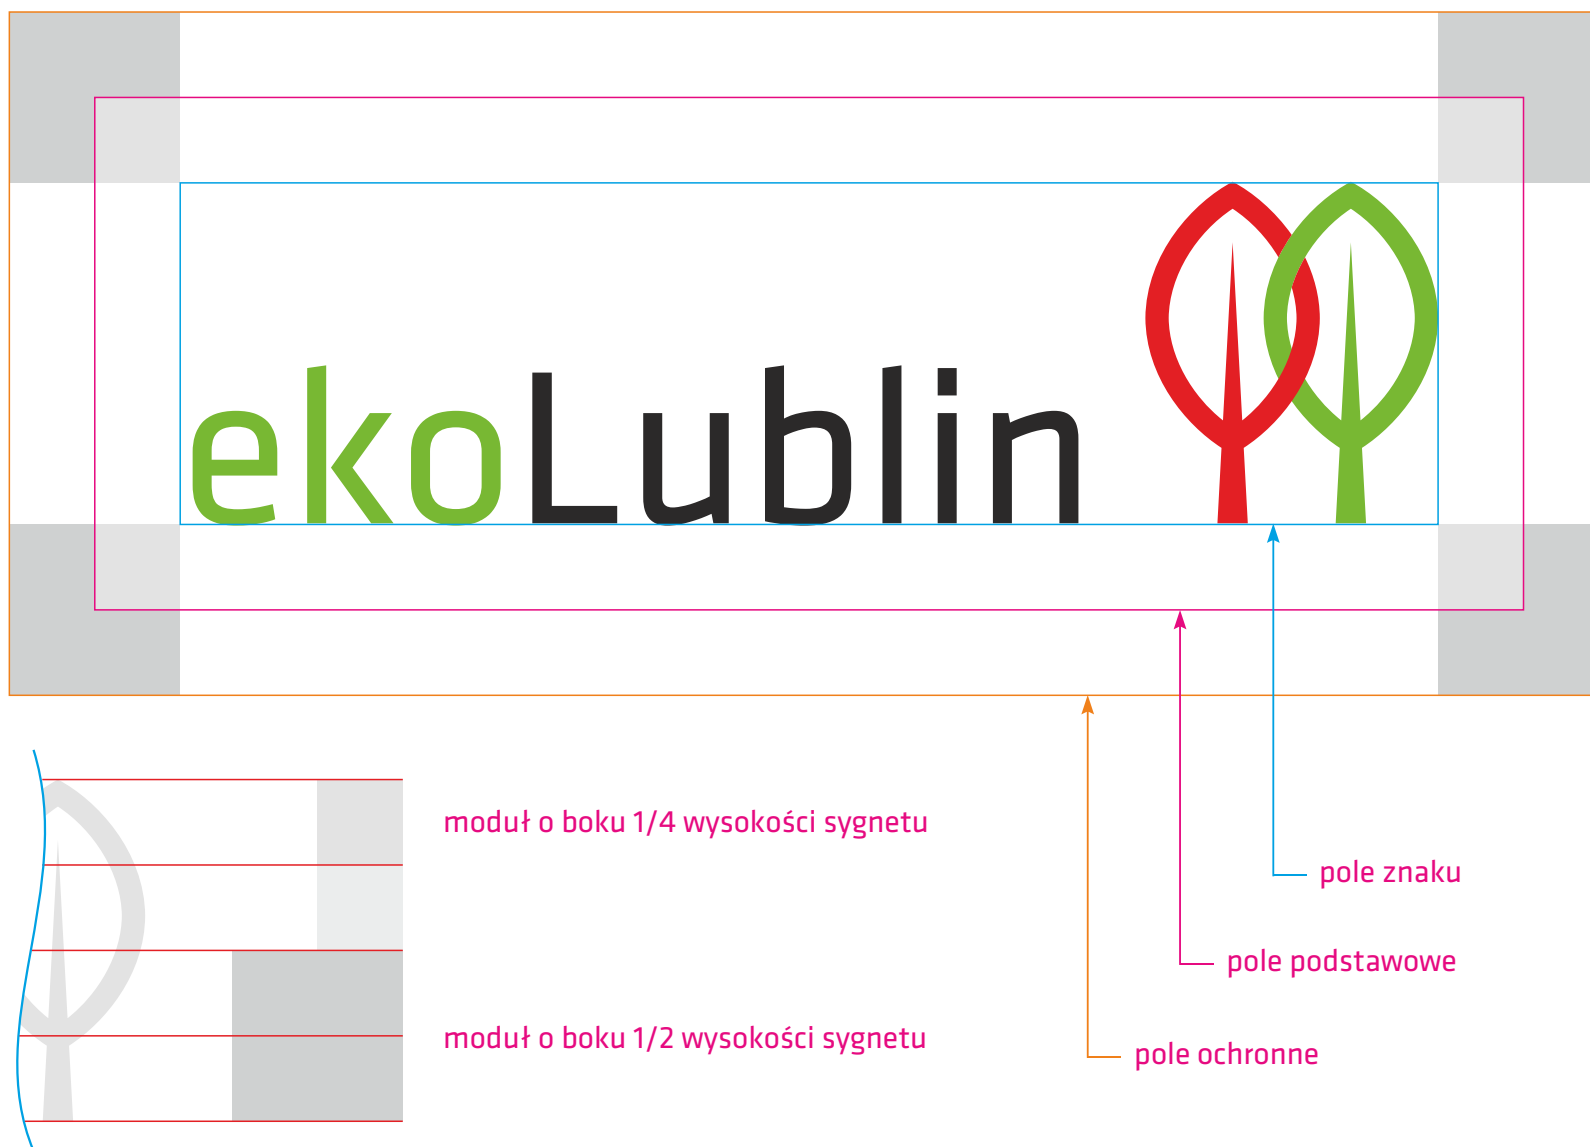 ekoLublin
moduł o boku 1/4 wysokości sygnetu
pole znaku
pole podstawowe
moduł o boku 1/2 wysokości sygnetu
pole ochronne